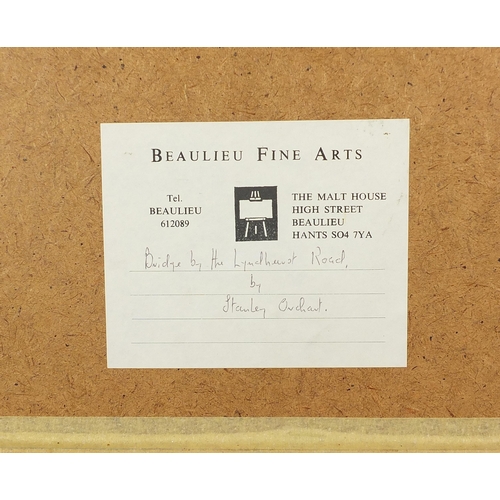 BEAULIEU FINE ARTS
Tel.
BEAULIEU
612089
THE MALT HOUSE
HIGH STREET
BEAULIEU
HANTS SO4 7YA
Bridge by the Lyndhurst Road,
by
Stanley Orchart.